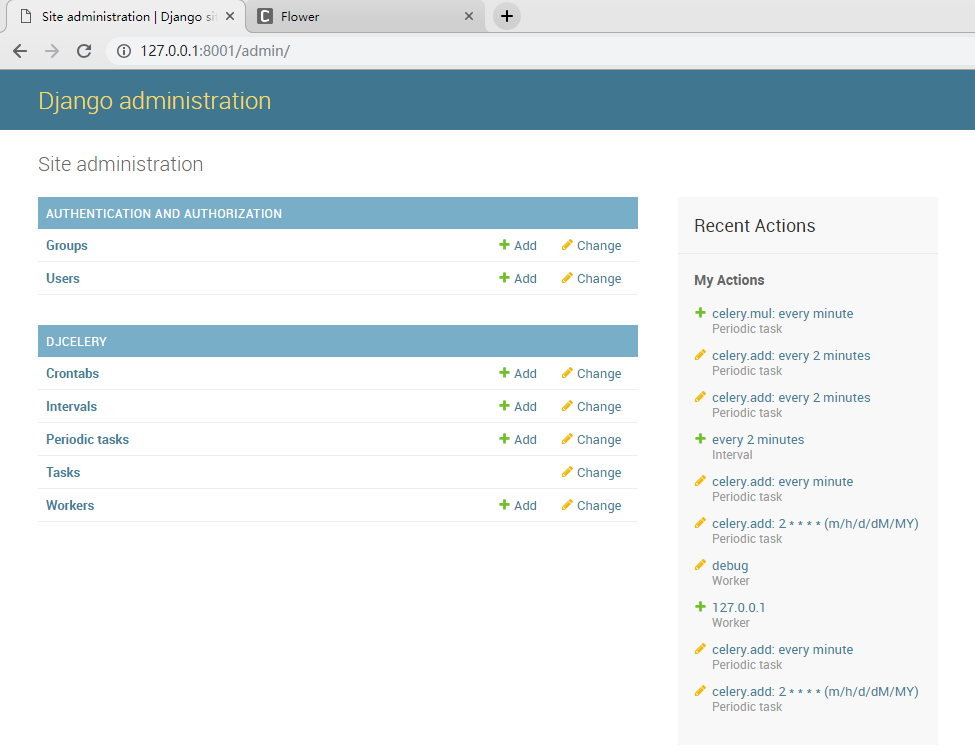 Site administration | Django sit
Flower
127.0.0.1:8001/admin/
Django administration
Site administration
AUTHENTICATION AND AUTHORIZATION
Groups Add Change
Users Add Change
DJCELERY
Crontabs Add Change
Intervals Add Change
Periodic tasks Add Change
Tasks Change
Workers Add Change
Recent Actions
My Actions
celery.mul: every minute
Periodic task
celery.add: every 2 minutes
Periodic task
celery.add: every 2 minutes
Periodic task
every 2 minutes
Interval
celery.add: every minute
Periodic task
celery.add: 2 * * * * (m/h/d/dM/MY)
Periodic task
debug
Worker
127.0.0.1
Worker
celery.add: every minute
Periodic task
celery.add: 2 * * * * (m/h/d/dM/MY)
Periodic task